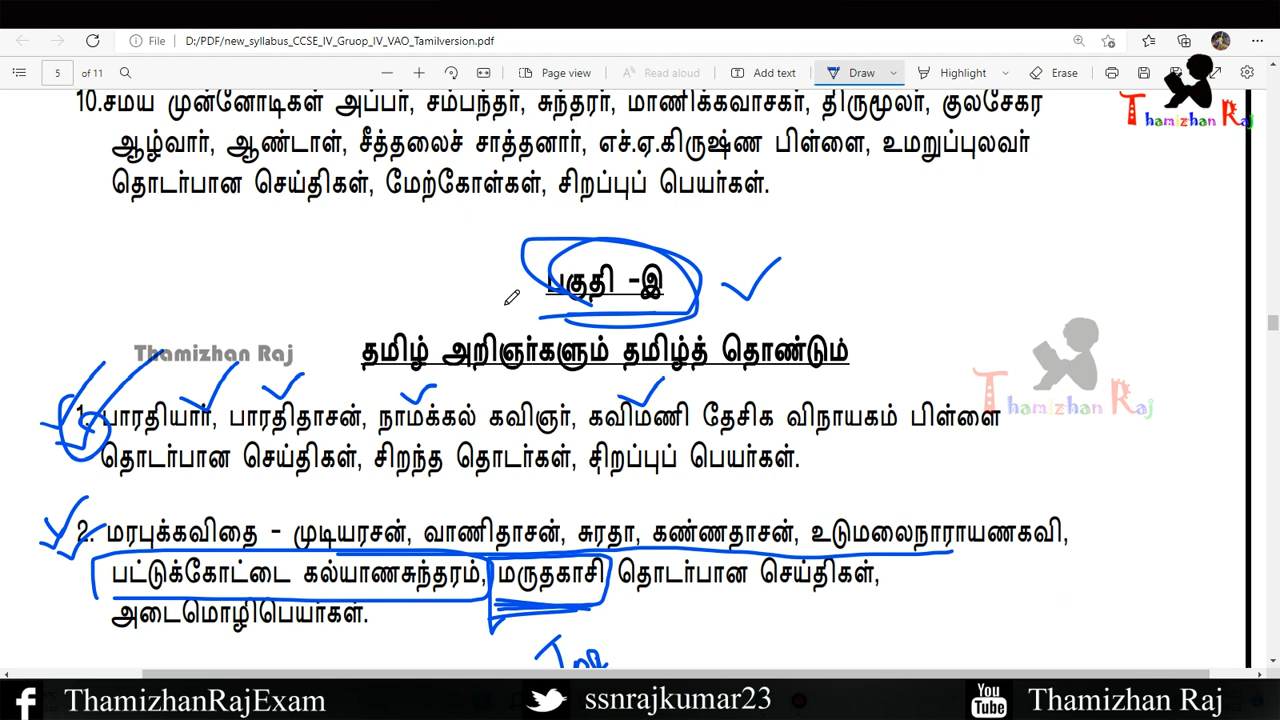 File D:/PDF/new_syllabus_CCSE_IV_Gruop_IV_VAO_Tamilversion.pdf
5 of 11 Page view Read aloud Add text Draw Highlight Erase
Thamizhan Raj
10.சமய முன்னோடிகள் அப்பர், சம்பந்தர், சுந்தரர், மாணிக்கவாசகர், திருமூலர், குலசேகர
ஆழ்வார், ஆண்டாள், சீத்தலைச் சாத்தனார், எச்.ஏ.கிருஷ்ண பிள்ளை, உமறுப்புலவர்
தொடர்பான செய்திகள், மேற்கோள்கள், சிறப்புப் பெயர்கள்.
பகுதி -இ
தமிழ் அறிஞர்களும் தமிழ்த் தொண்டும்
Thamizhan Raj
Thamizhan Raj
1. பாரதியார், பாரதிதாசன், நாமக்கல் கவிஞர், கவிமணி தேசிக விநாயகம் பிள்ளை
தொடர்பான செய்திகள், சிறந்த தொடர்கள், சிறப்புப் பெயர்கள்.
2. மரபுக்கவிதை - முடியரசன், வாணிதாசன், சுரதா, கண்ணதாசன், உடுமலைநாராயணகவி,
பட்டுக்கோட்டை கல்யாணசுந்தரம், மருதகாசி தொடர்பான செய்திகள்,
அடைமொழிபெயர்கள்.
ThamizhanRajExam ssnrajkumar23 You Tube Thamizhan Raj